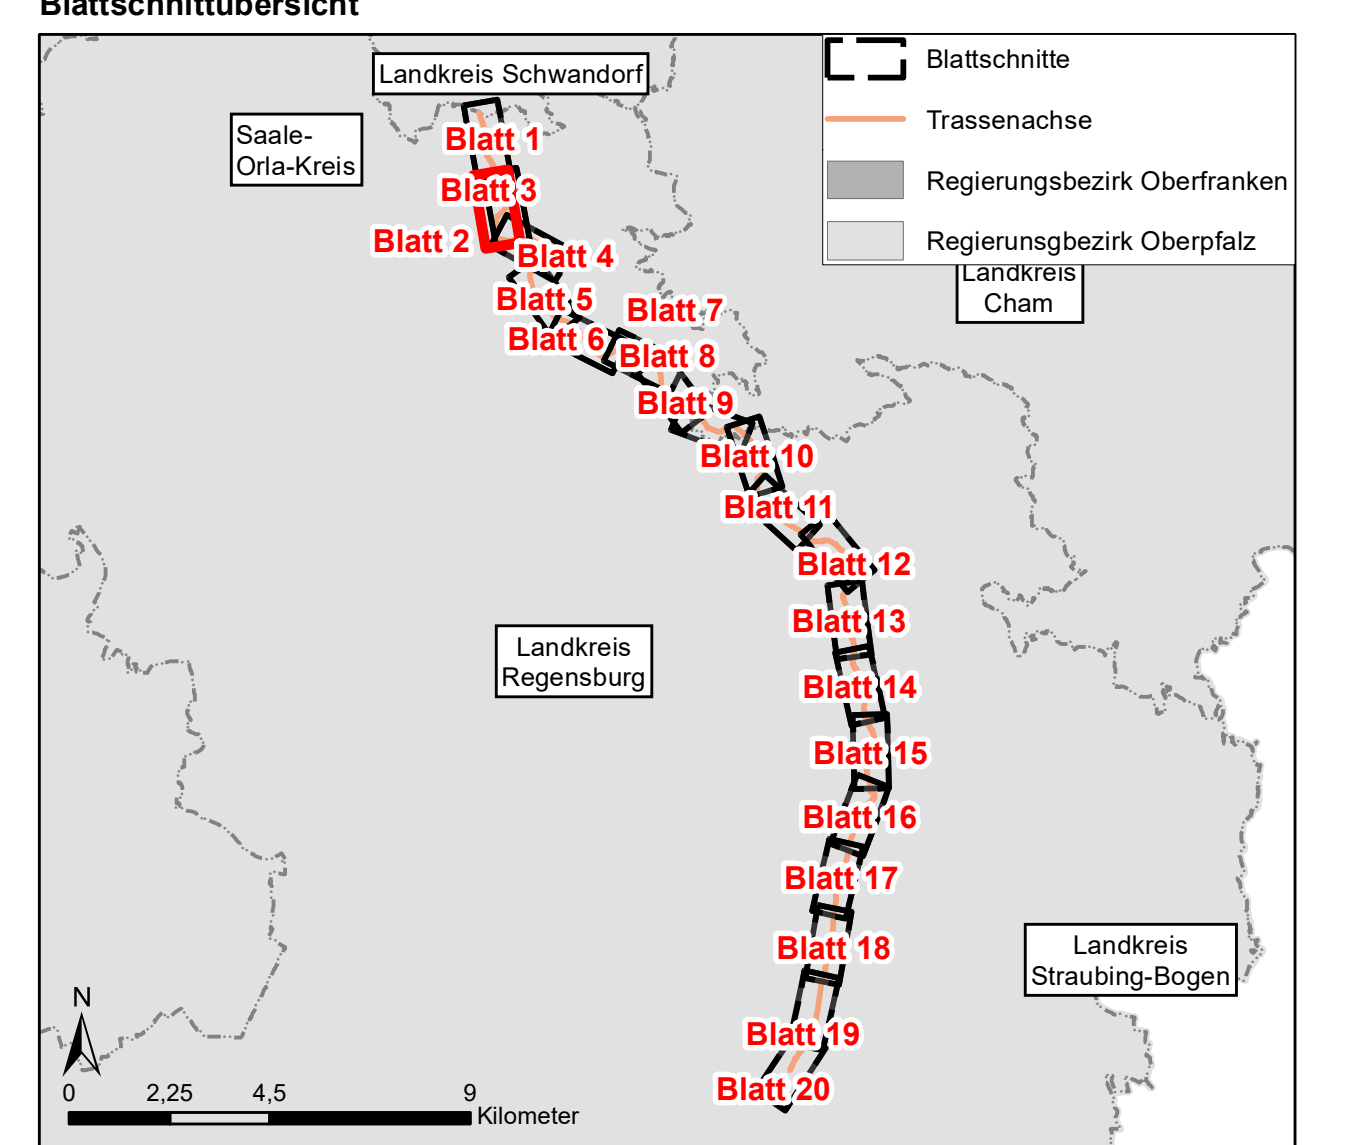 Blattschnittübersicht
Landkreis Schwandorf
Saale-
Orla-Kreis
Blattschnitte
Trassenachse
Regierungsbezirk Oberfranken
Regierunsgbezirk Oberpfalz
Landkreis
Cham
Blatt 1
Blatt 3
Blatt 2
Blatt 4
Blatt 5
Blatt 7
Blatt 6
Blatt 8
Blatt 9
Blatt 10
Blatt 11
Blatt 12
Blatt 13
Landkreis
Regensburg
Blatt 14
Blatt 15
Blatt 16
Blatt 17
Blatt 18
Landkreis
Straubing-Bogen
Blatt 19
Blatt 20
N
0 2,25 4,5 9
Kilometer